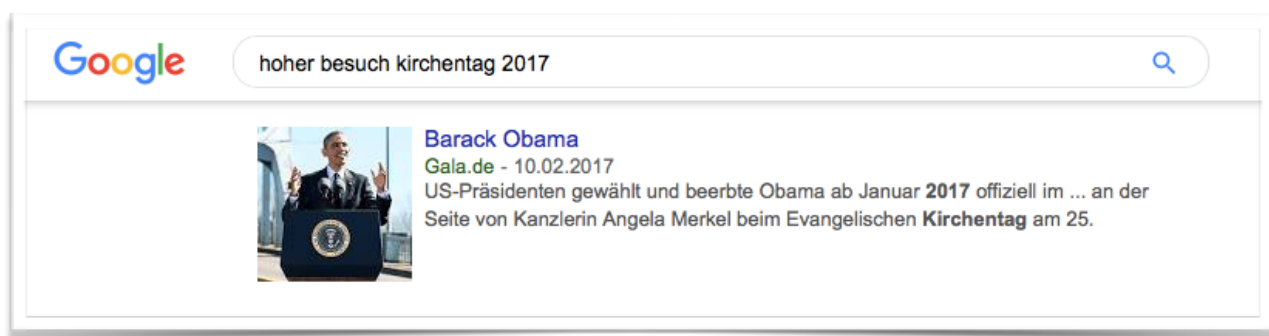 Google
hoher besuch kirchentag 2017
Barack Obama
Gala.de - 10.02.2017
US-Präsidenten gewählt und beerbte Obama ab Januar 2017 offiziell im ... an der
Seite von Kanzlerin Angela Merkel beim Evangelischen Kirchentag am 25.